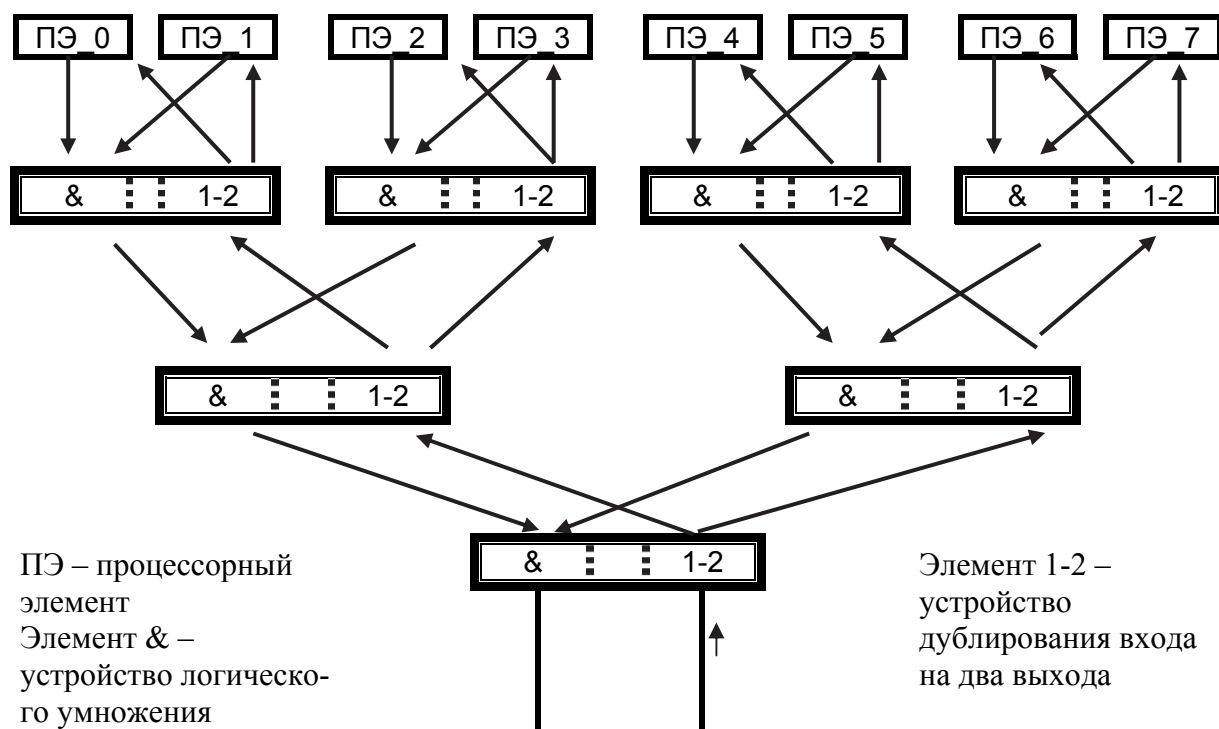 ПЭ_0 ПЭ_1 ПЭ_2 ПЭ_3 ПЭ_4 ПЭ_5 ПЭ_6 ПЭ_7
& 1-2 & 1-2 & 1-2 & 1-2
& 1-2 & 1-2
& 1-2
ПЭ – процессорный
элемент
Элемент & –
устройство логическо-
го умножения
Элемент 1-2 –
устройство
дублирования входа
на два выхода